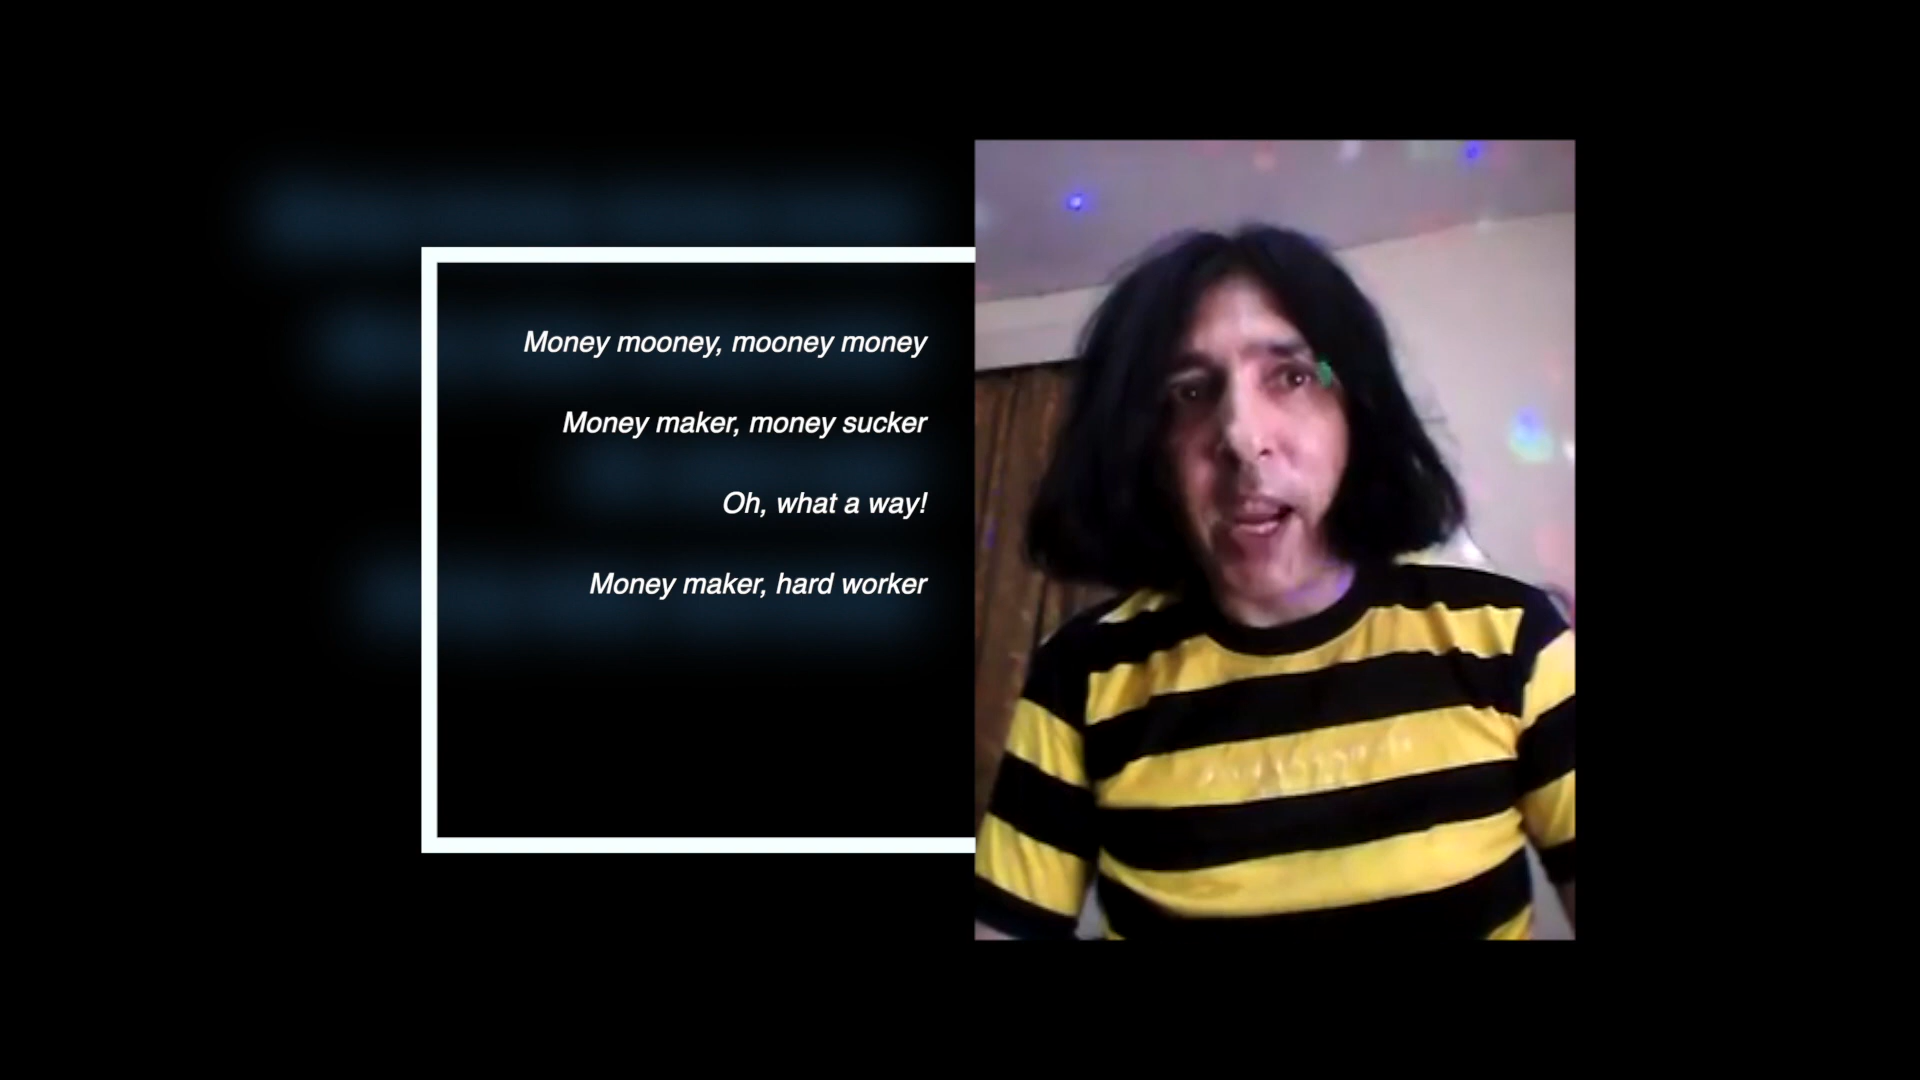 Money mooney, mooney money
Money maker, money sucker
Oh, what a way!
Money maker, hard worker